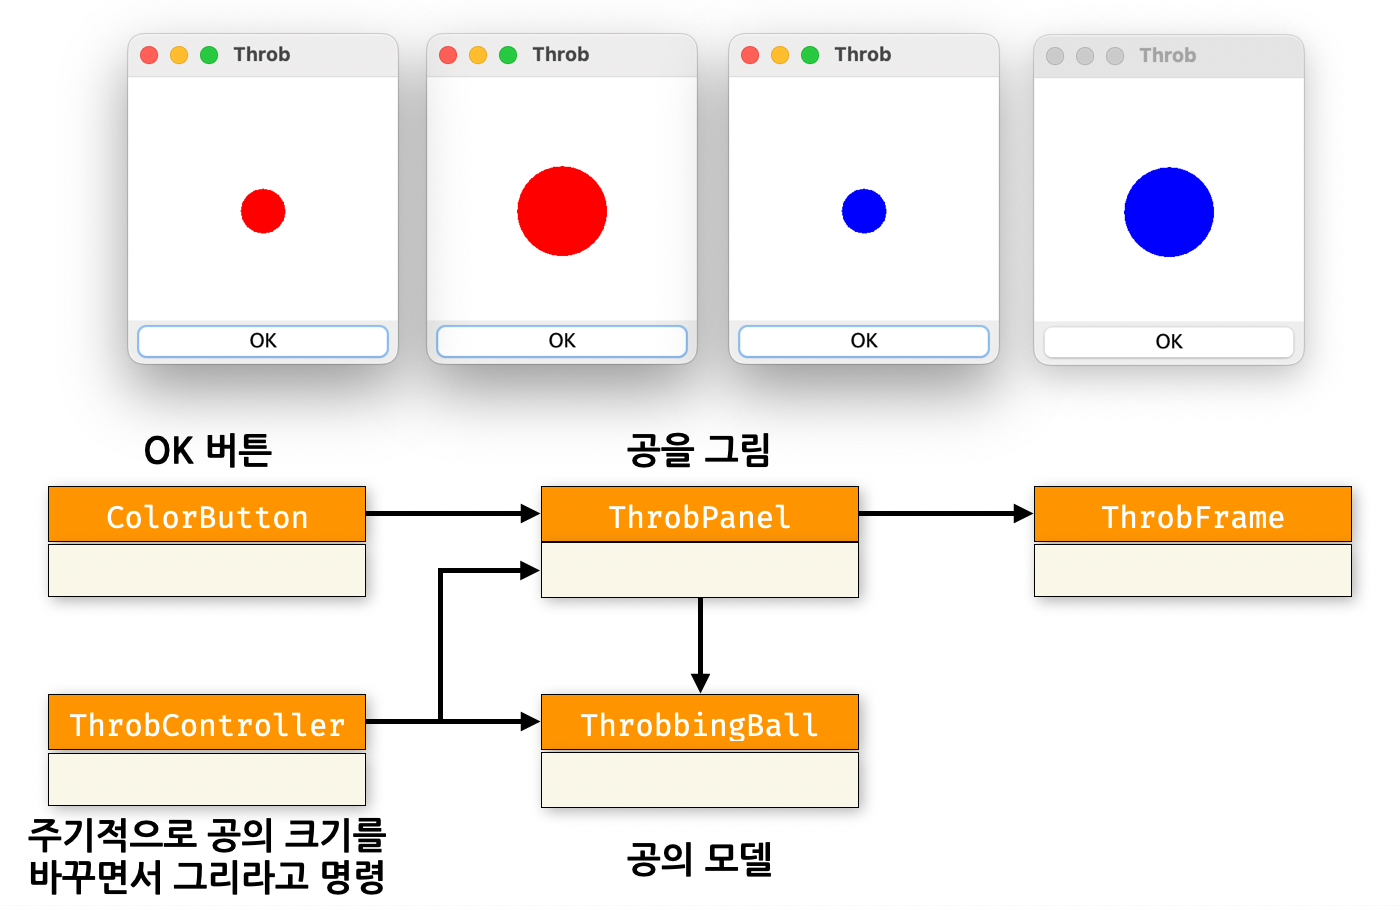 Throb
Throb
Throb
Throb
OK
OK
OK
OK
OK 버튼
공을 그림
ColorButton
ThrobPanel
ThrobFrame
ThrobController
ThrobbingBall
주기적으로 공의 크기를
바꾸면서 그리라고 명령
공의 모델